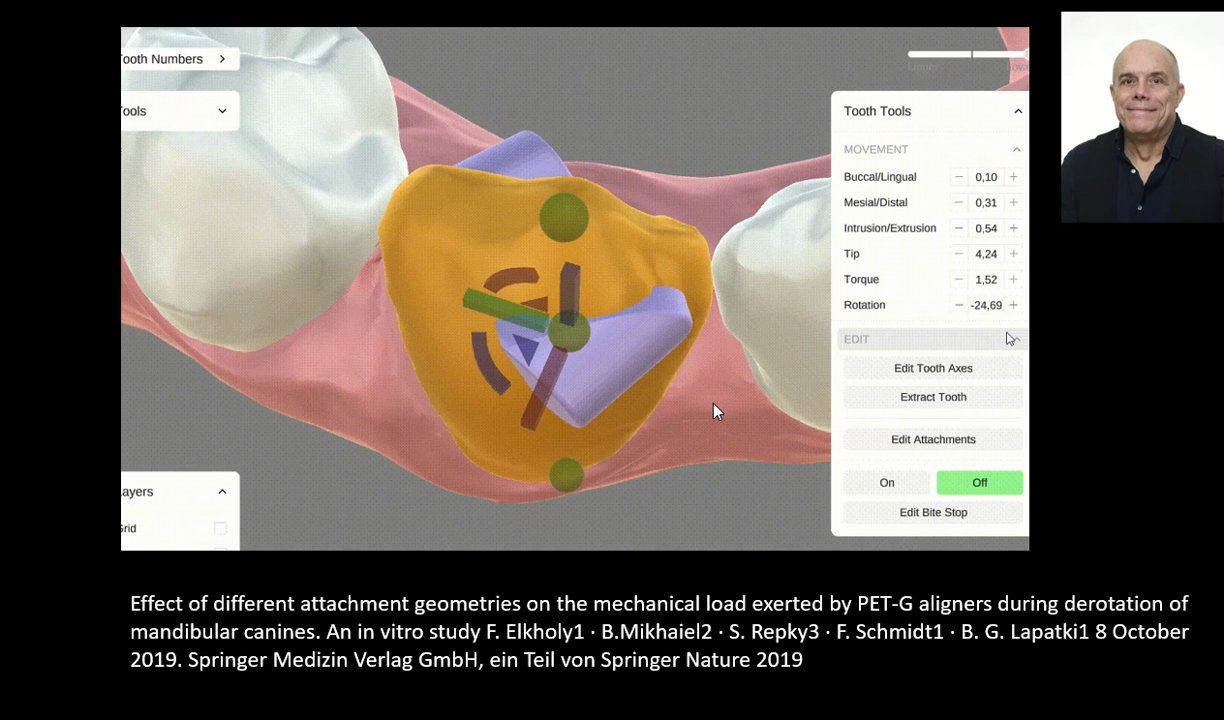 ooth Numbers
ools
Tooth Tools
MOVEMENT
Buccal/Lingual − 0,10 +
Mesial/Distal − 0,31 +
Intrusion/Extrusion − 0,54 +
Tip − 4,24 +
Torque − 1,52 +
Rotation − -24,69 +
EDIT
Edit Tooth Axes
Extract Tooth
Edit Attachments
On Off
Edit Bite Stop
ayers
Grid
Effect of different attachment geometries on the mechanical load exerted by PET-G aligners during derotation of
mandibular canines. An in vitro study F. Elkholy1 · B.Mikhaiel2 · S. Repky3 · F. Schmidt1 · B. G. Lapatki1 8 October
2019. Springer Medizin Verlag GmbH, ein Teil von Springer Nature 2019